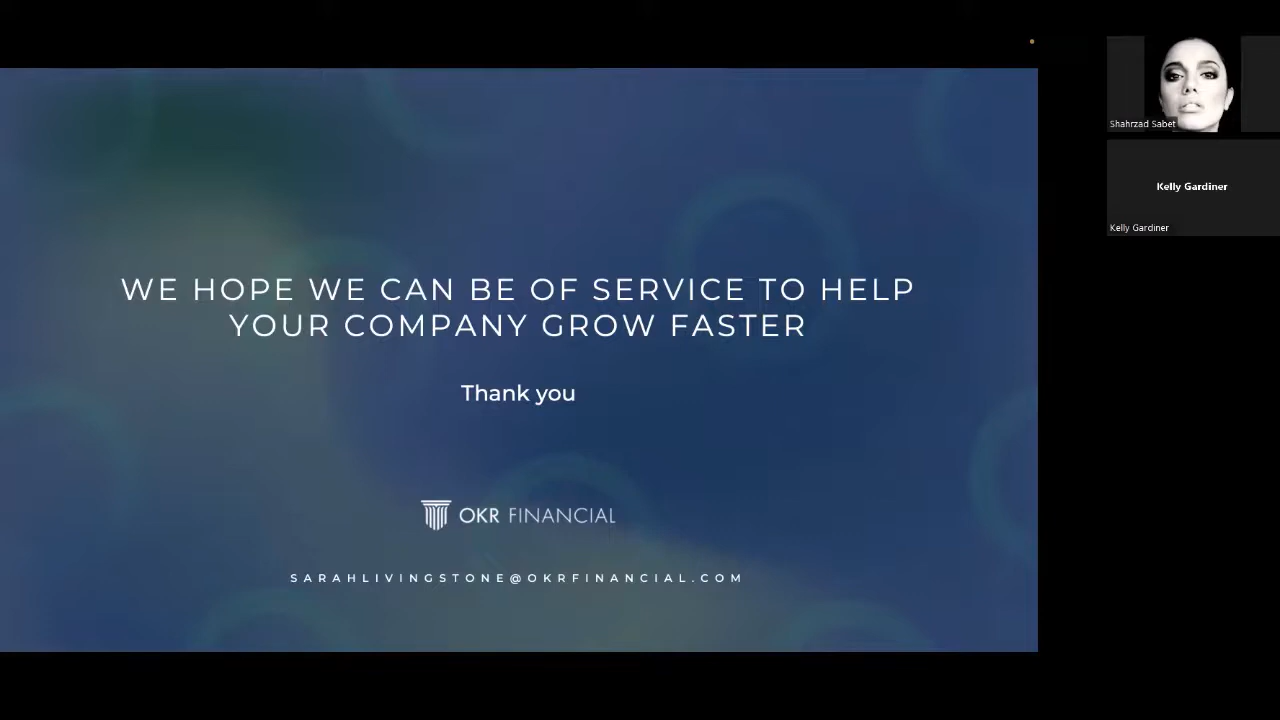 WE HOPE WE CAN BE OF SERVICE TO HELP
YOUR COMPANY GROW FASTER
Thank you
OKR FINANCIAL
SARAHLIVINGSTONE@OKRFINANCIAL.COM
Shahrzad Sabet
Kelly Gardiner
Kelly Gardiner